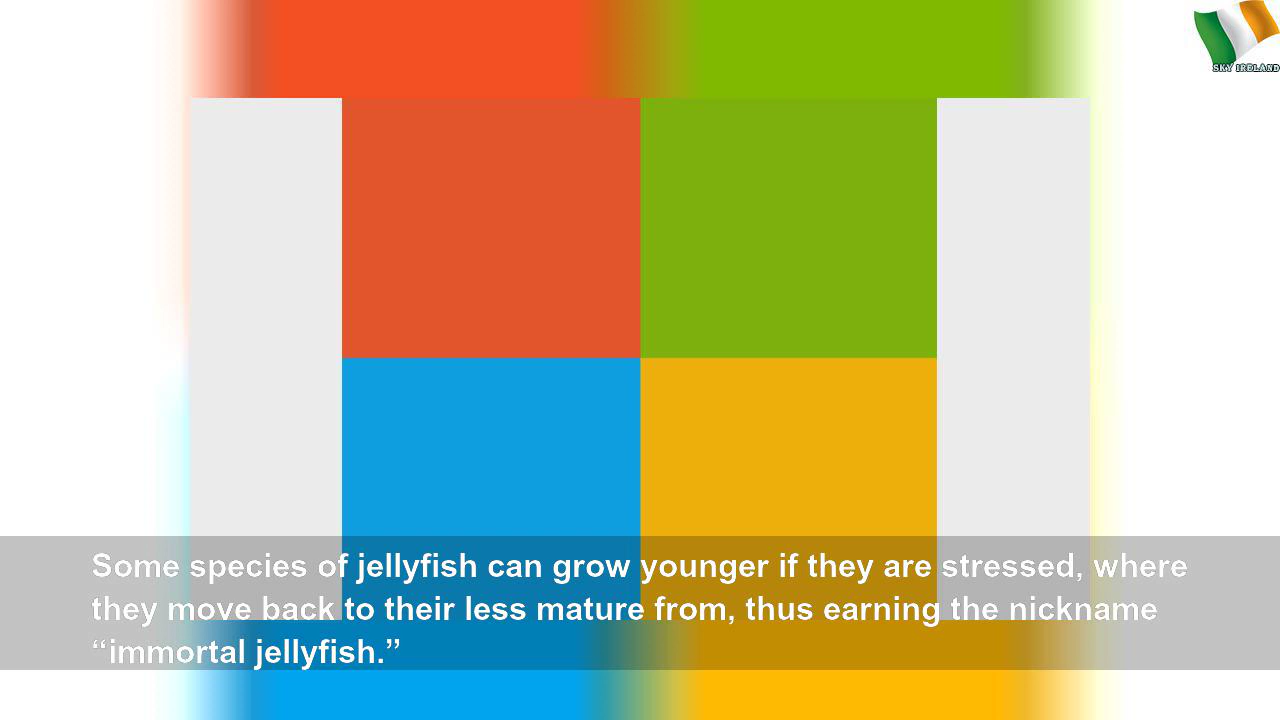 SKY IRELAND
Some species of jellyfish can grow younger if they are stressed, where
they move back to their less mature from, thus earning the nickname
“immortal jellyfish.”